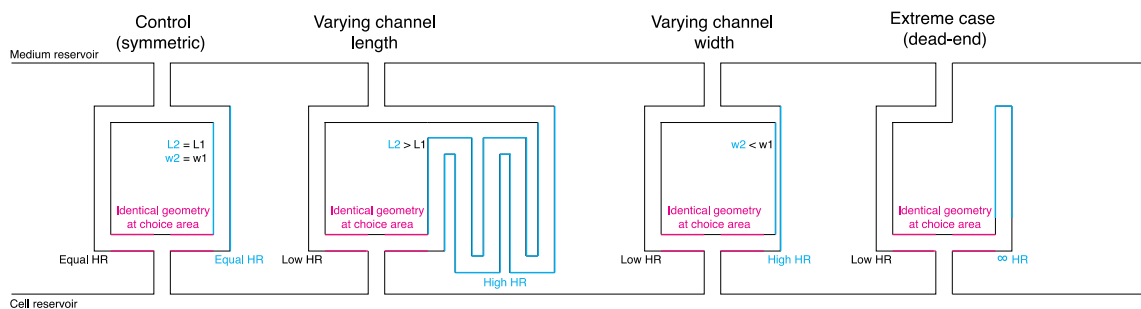 Control
(symmetric)
Varying channel
length
Varying channel
width
Extreme case
(dead-end)
Medium reservoir
L2 = L1
w2 = w1
L2 > L1
w2 < w1
Identical geometry
at choice area
Identical geometry
at choice area
Identical geometry
at choice area
Identical geometry
at choice area
Equal HR
Equal HR
Low HR
High HR
Low HR
High HR
Low HR
∞ HR
Cell reservoir